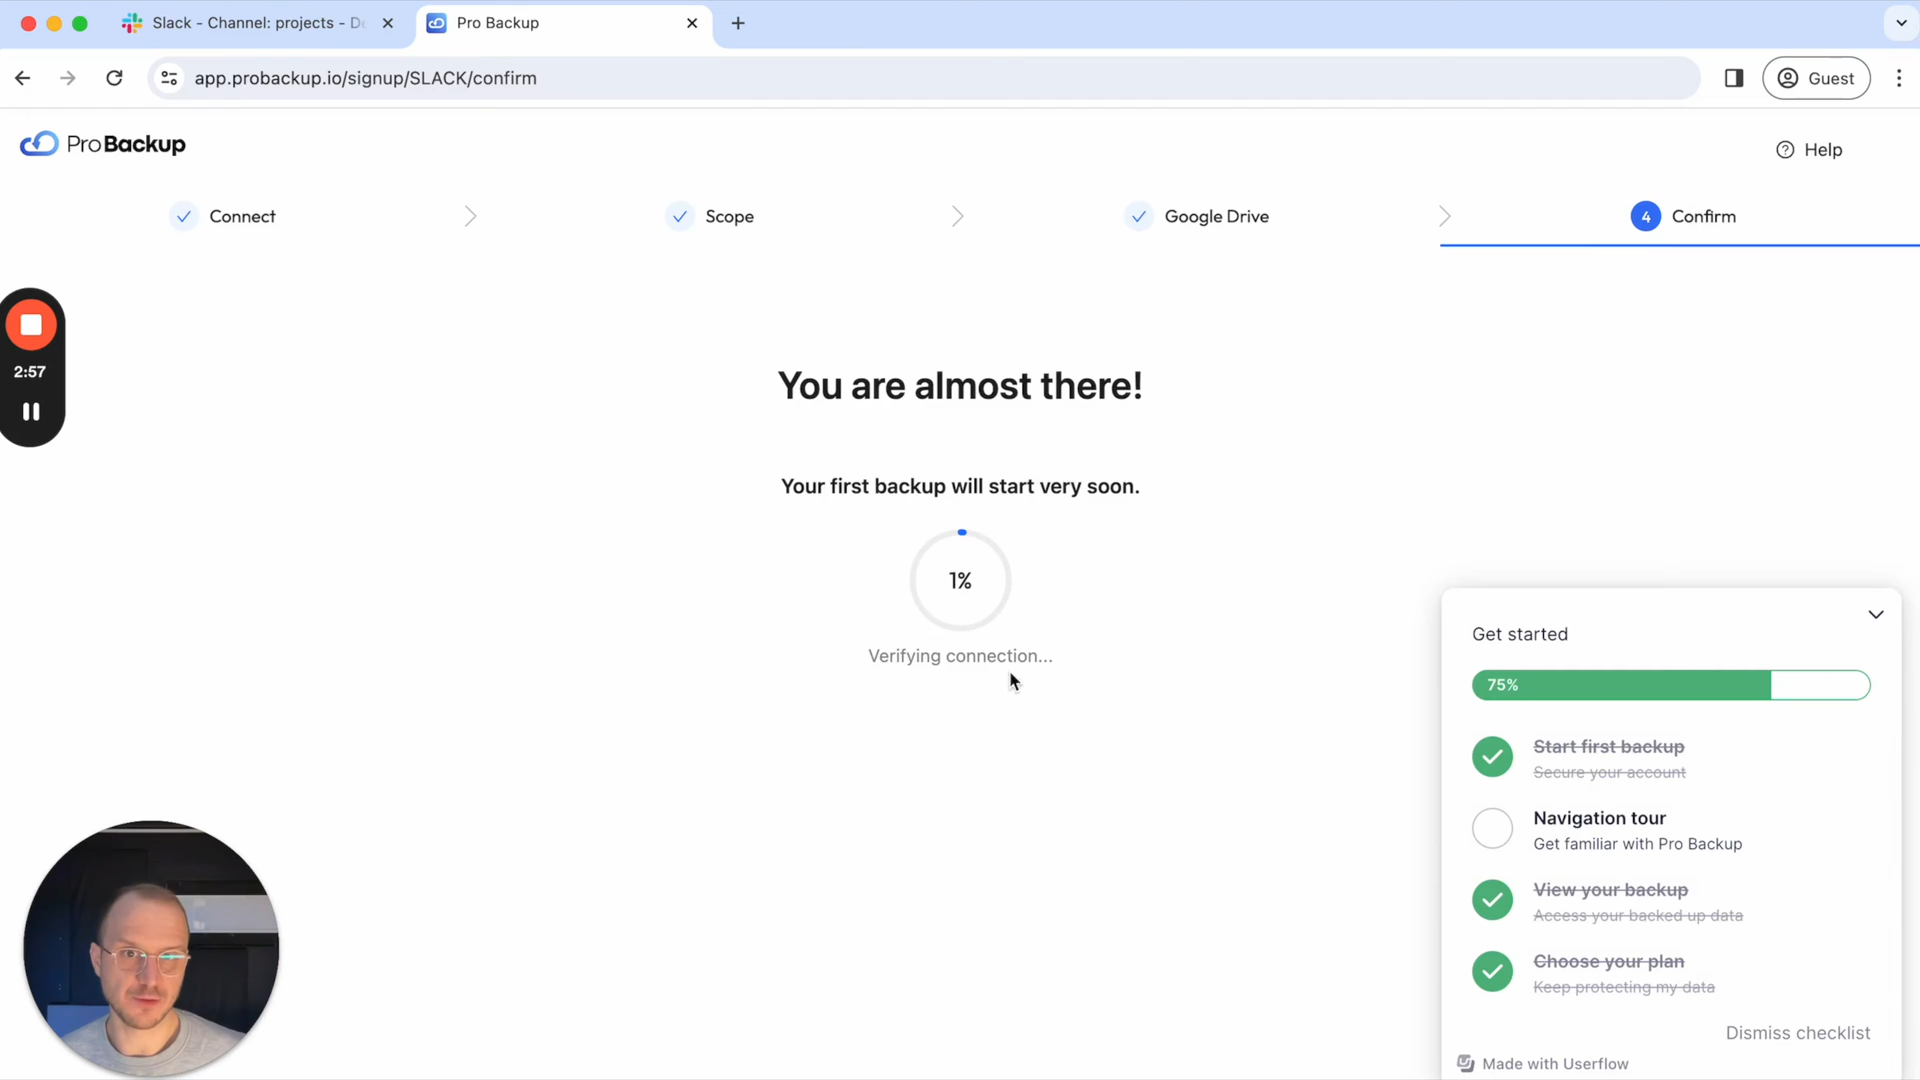 Slack - Channel: projects - D
Pro Backup
app.probackup.io/signup/SLACK/confirm
Guest
Pro Backup
Help
Connect
Scope
Google Drive
4 Confirm
2:57
You are almost there!
Your first backup will start very soon.
1%
Verifying connection...
Get started
75%
Start first backup
Secure your account
Navigation tour
Get familiar with Pro Backup
View your backup
Access your backed up data
Choose your plan
Keep protecting my data
Dismiss checklist
Made with Userflow